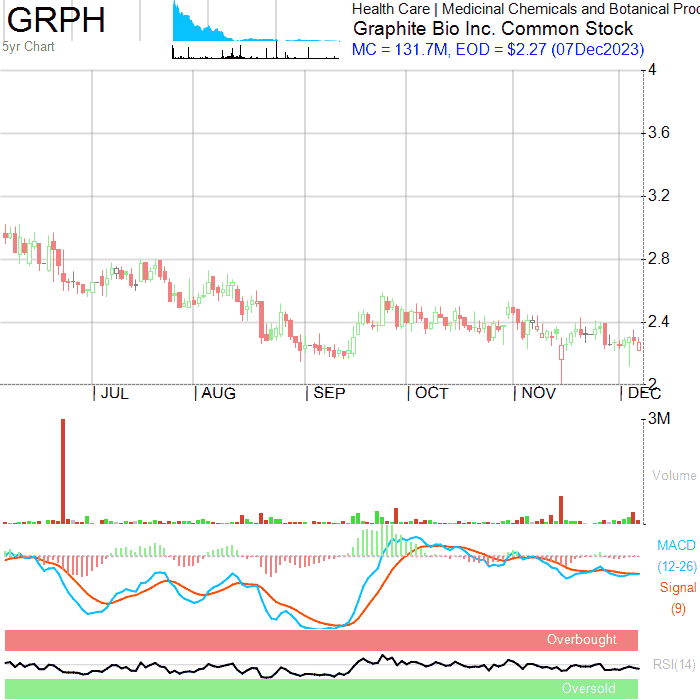 GRPH
5yr Chart
Health Care | Medicinal Chemicals and Botanical Proc
Graphite Bio Inc. Common Stock
MC = 131.7M, EOD = $2.27 (07Dec2023)
4
3.6
3.2
2.8
2.4
2
JUL AUG SEP OCT NOV DEC
3M
Volume
MACD
(12-26)
Signal
(9)
Overbought
RSI(14)
Oversold